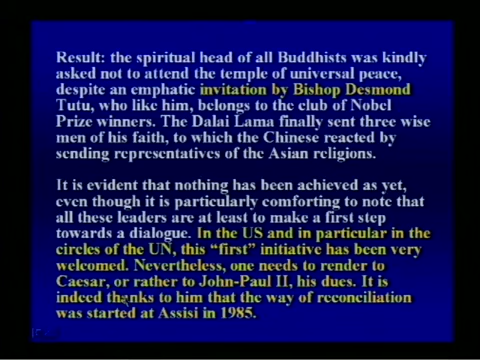 Result: the spiritual head of all Buddhists was kindly
asked not to attend the temple of universal peace,
despite an emphatic invitation by Bishop Desmond
Tutu, who like him, belongs to the club of Nobel
Prize winners. The Dalai Lama finally sent three wise
men of his faith, to which the Chinese reacted by
sending representatives of the Asian religions.
It is evident that nothing has been achieved as yet,
even though it is particularly comforting to note that
all these leaders are at least to make a first step
towards a dialogue. In the US and in particular in the
circles of the UN, this “first” initiative has been very
welcomed. Nevertheless, one needs to render to
Caesar, or rather to John-Paul II, his dues. It is
indeed thanks to him that the way of reconciliation
was started at Assisi in 1985.